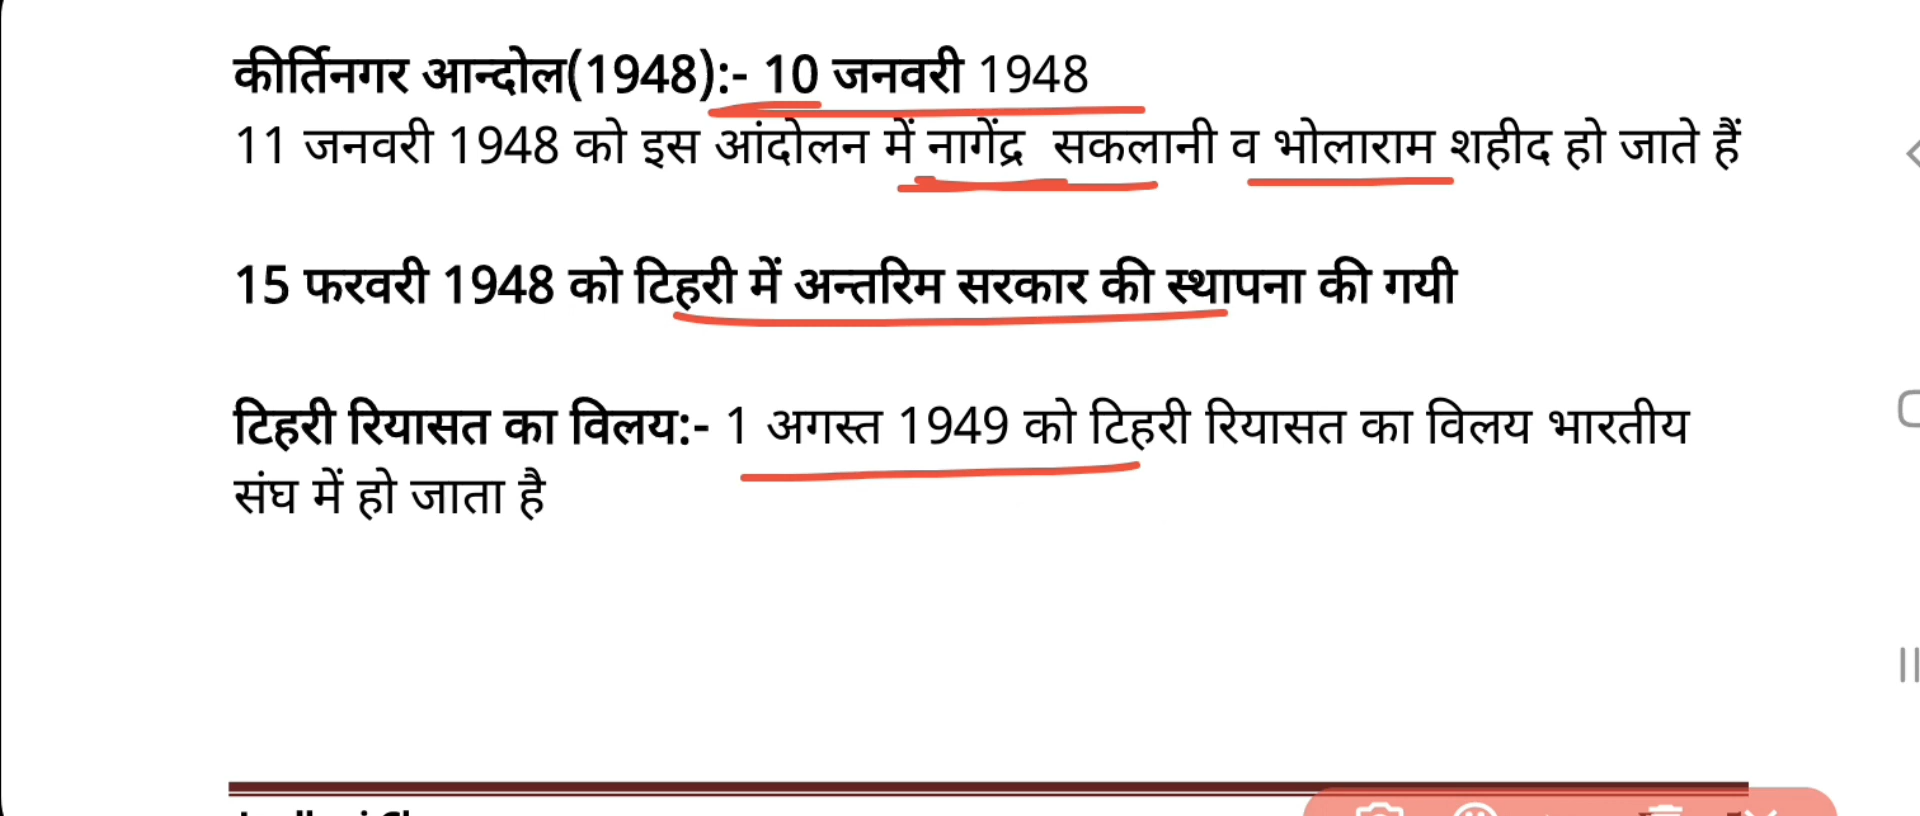 कीर्तिनगर आन्दोल(1948):- 10 जनवरी 1948
11 जनवरी 1948 को इस आंदोलन में नागेंद्र सकलानी व भोलाराम शहीद हो जाते हैं
15 फरवरी 1948 को टिहरी में अन्तरिम सरकार की स्थापना की गयी
टिहरी रियासत का विलय:- 1 अगस्त 1949 को टिहरी रियासत का विलय भारतीय
संघ में हो जाता है